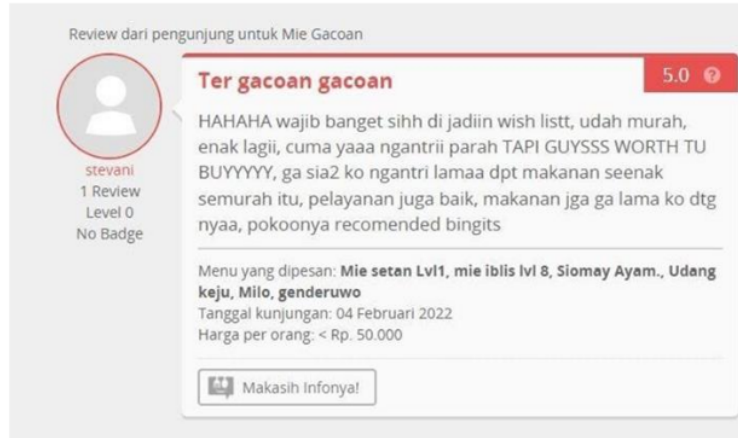 Review dari pengunjung untuk Mie Gacoan
stevani
1 Review
Level 0
No Badge
Ter gacoan gacoan
5.0 ?
HAHAHA wajib banget sihh di jadiin wish listt, udah murah,
enak lagii, cuma yaaa ngantrii parah TAPI GUYSSS WORTH TU
BUYYYYY, ga sia2 ko ngantri lamaa dpt makanan seenak
semurah itu, pelayanan juga baik, makanan jga ga lama ko dtg
nyaa, pokoonya recomended bingits
Menu yang dipesan: Mie setan Lvl1, mie iblis lvl 8, Siomay Ayam., Udang
keju, Milo, genderuwo
Tanggal kunjungan: 04 Februari 2022
Harga per orang: < Rp. 50.000
Makasih Infonya!